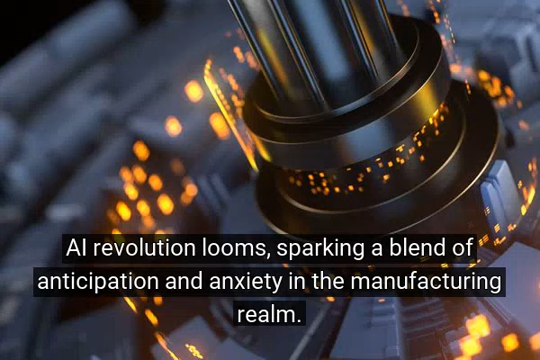 AI revolution looms, sparking a blend of
anticipation and anxiety in the manufacturing
realm.